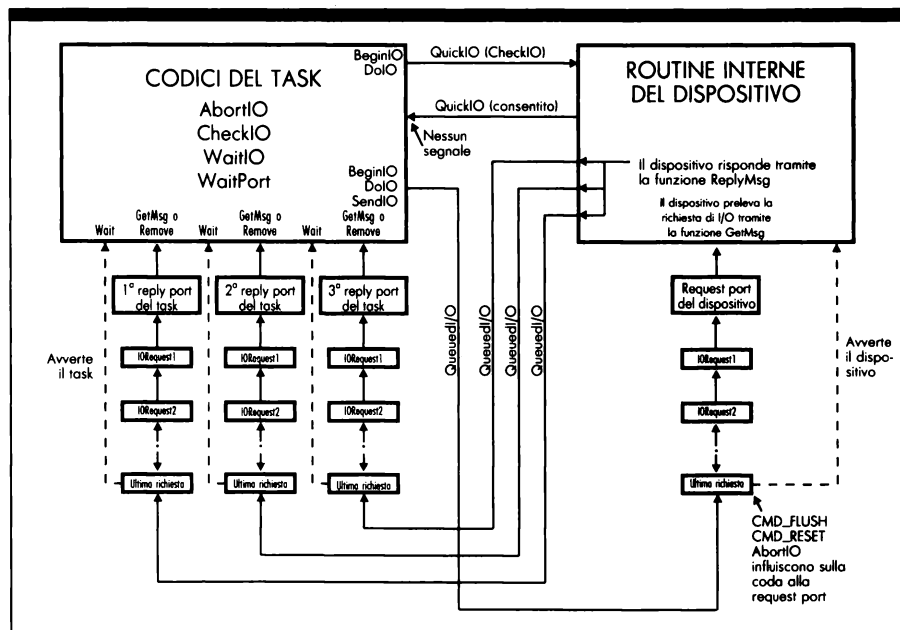 CODICI DEL TASK
AbortIO
CheckIO
WaitIO
WaitPort
BeginIO
DoIO
BeginIO
DoIO
SendIO
Wait
GetMsg o
Remove
Wait
GetMsg o
Remove
Wait
GetMsg o
Remove
QuickIO (CheckIO)
QuickIO (consentito)
Nessun
segnale
ROUTINE INTERNE
DEL DISPOSITIVO
Il dispositivo risponde tramite
la funzione ReplyMsg
Il dispositivo preleva la
richiesta di I/O tramite
la funzione GetMsg
1° reply port
del task
2° reply port
del task
3° reply port
del task
Request port
del dispositivo
IORequest1
IORequest1
IORequest1
IORequest1
IORequest2
IORequest2
IORequest2
IORequest2
Ultima richiesta
Ultima richiesta
Ultima richiesta
Ultima richiesta
Avverte
il task
QueuedI/O
QueuedI/O
QueuedI/O
QueuedI/O
Avverte
il dispo-
sitivo
CMD_FLUSH
CMD_RESET
AbortIO
influiscono sulla
coda alla
request port